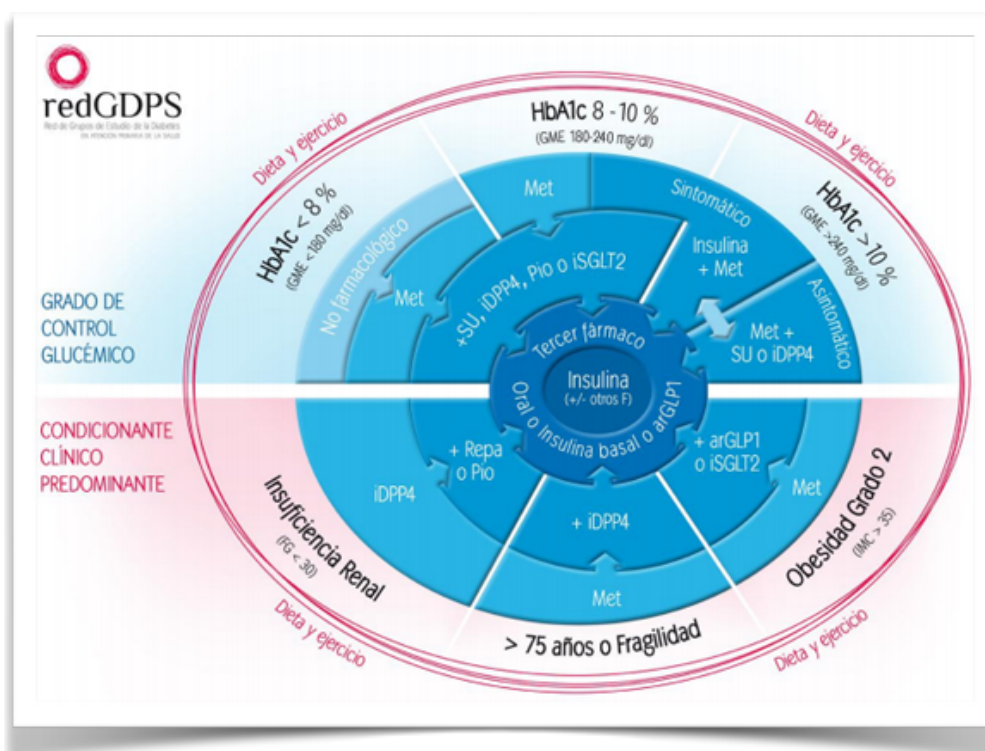 redGDPS
Red de Grupos de Estudio de la Diabetes
EN ATENCIÓN PRIMARIA DE LA SALUD
Dieta y ejercicio
HbA1c 8 - 10 %
(GME 180-240 mg/dl)
Dieta y ejercicio
HbA1c < 8 %
(GME <180 mg/dl)
HbA1c > 10 %
(GME >240 mg/dl)
GRADO DE
CONTROL
GLUCÉMICO
No farmacológico
Met
Met
Sintomático
Insulina
+ Met
+SU, iDPP4, Pio o iSGLT2
Asintomático
Met +
SU o iDPP4
Tercer fármaco
Insulina
(+/- otros F)
Oral o Insulina basal o arGLP1
CONDICIONANTE
CLÍNICO
PREDOMINANTE
iDPP4
+ Repa
o Pio
+ iDPP4
Met
+ arGLP1
o iSGLT2
Met
Insuficiencia Renal
(FG < 30)
> 75 años o Fragilidad
Obesidad Grado 2
(IMC > 35)
Dieta y ejercicio
Dieta y ejercicio